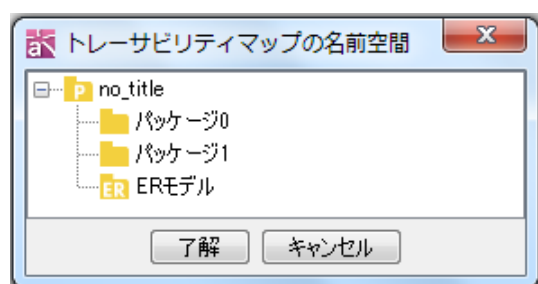 トレーサビリティマップの名前空間
no_title
パッケージ0
パッケージ1
ERモデル
了解 キャンセル